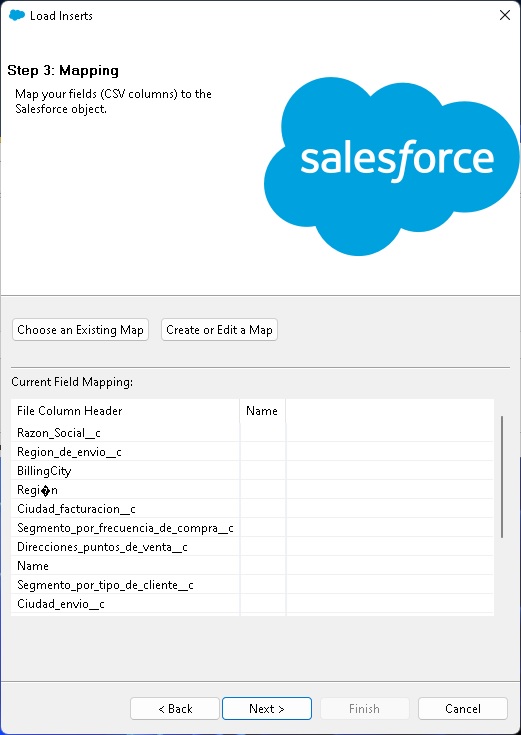 Load Inserts
Step 3: Mapping
Map your fields (CSV columns) to the
Salesforce object.
salesforce
Choose an Existing Map
Create or Edit a Map
Current Field Mapping:
File Column Header
Name
Razon_Social__c
Region_de_envio__c
BillingCity
Regi�n
Ciudad_facturacion__c
Segmento_por_frecuencia_de_compra__c
Direcciones_puntos_de_venta__c
Name
Segmento_por_tipo_de_cliente__c
Ciudad_envio__c
< Back
Next >
Finish
Cancel